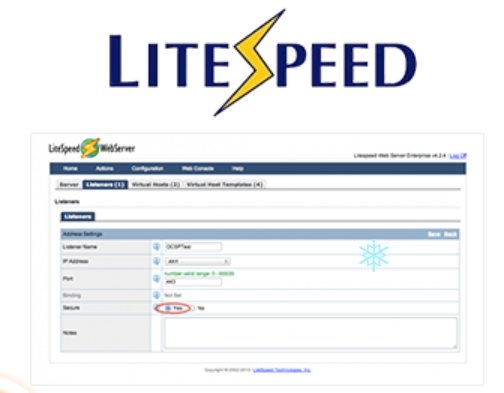 LITESPEED
LiteSpeed WebServer
LiteSpeed Web Server Enterprise v4.2.4 Log Off
Home Actions Configuration Web Console Help
Server Listeners (1) Virtual Hosts (2) Virtual Host Templates (4)
Listeners
Listeners
Address Settings Save Back
Listener Name OCSPTest
IP Address ANY
number valid range: 0 - 65535
Port 443
Binding Not Set
Secure Yes No
Notes
Copyright © 2002-2013. LiteSpeed Technologies, Inc.